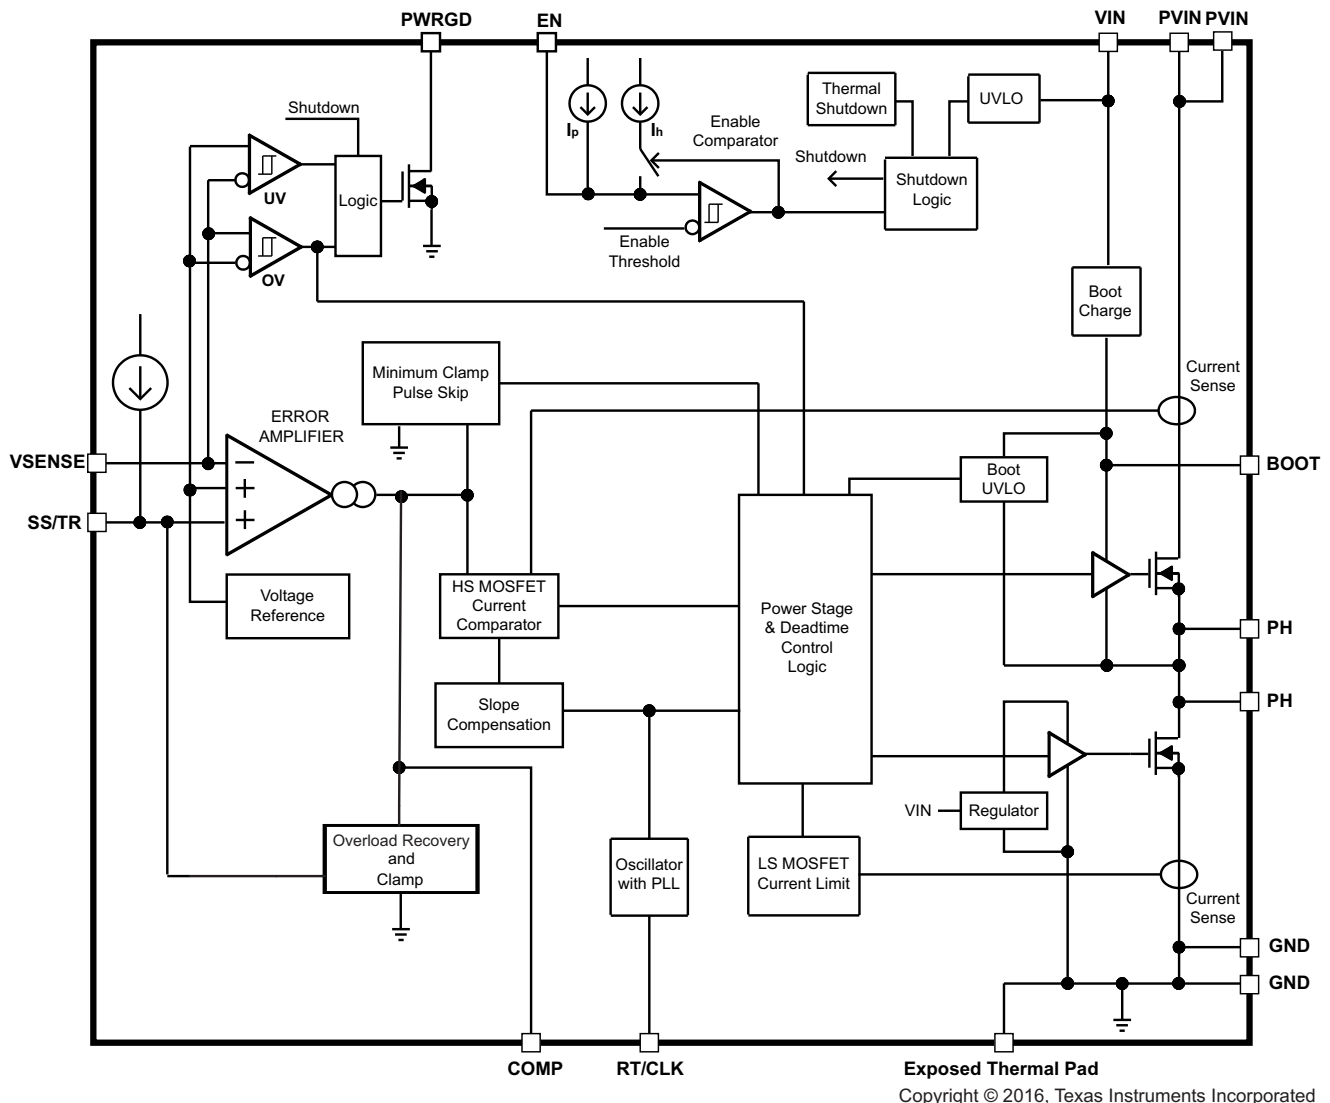 PWRGD
EN
VIN
PVIN
PVIN
Shutdown
UV
OV
Logic
Ip
Ih
Enable
Comparator
Enable
Threshold
Thermal
Shutdown
UVLO
Shutdown
Shutdown
Logic
Boot
Charge
Current
Sense
Minimum Clamp
Pulse Skip
ERROR
AMPLIFIER
VSENSE
SS/TR
−
+
+
Voltage
Reference
HS MOSFET
Current
Comparator
Slope
Compensation
Boot
UVLO
BOOT
Power Stage
& Deadtime
Control
Logic
PH
PH
VIN
Regulator
Overload Recovery
and
Clamp
Oscillator
with PLL
LS MOSFET
Current Limit
Current
Sense
GND
GND
COMP
RT/CLK
Exposed Thermal Pad
Copyright © 2016, Texas Instruments Incorporated